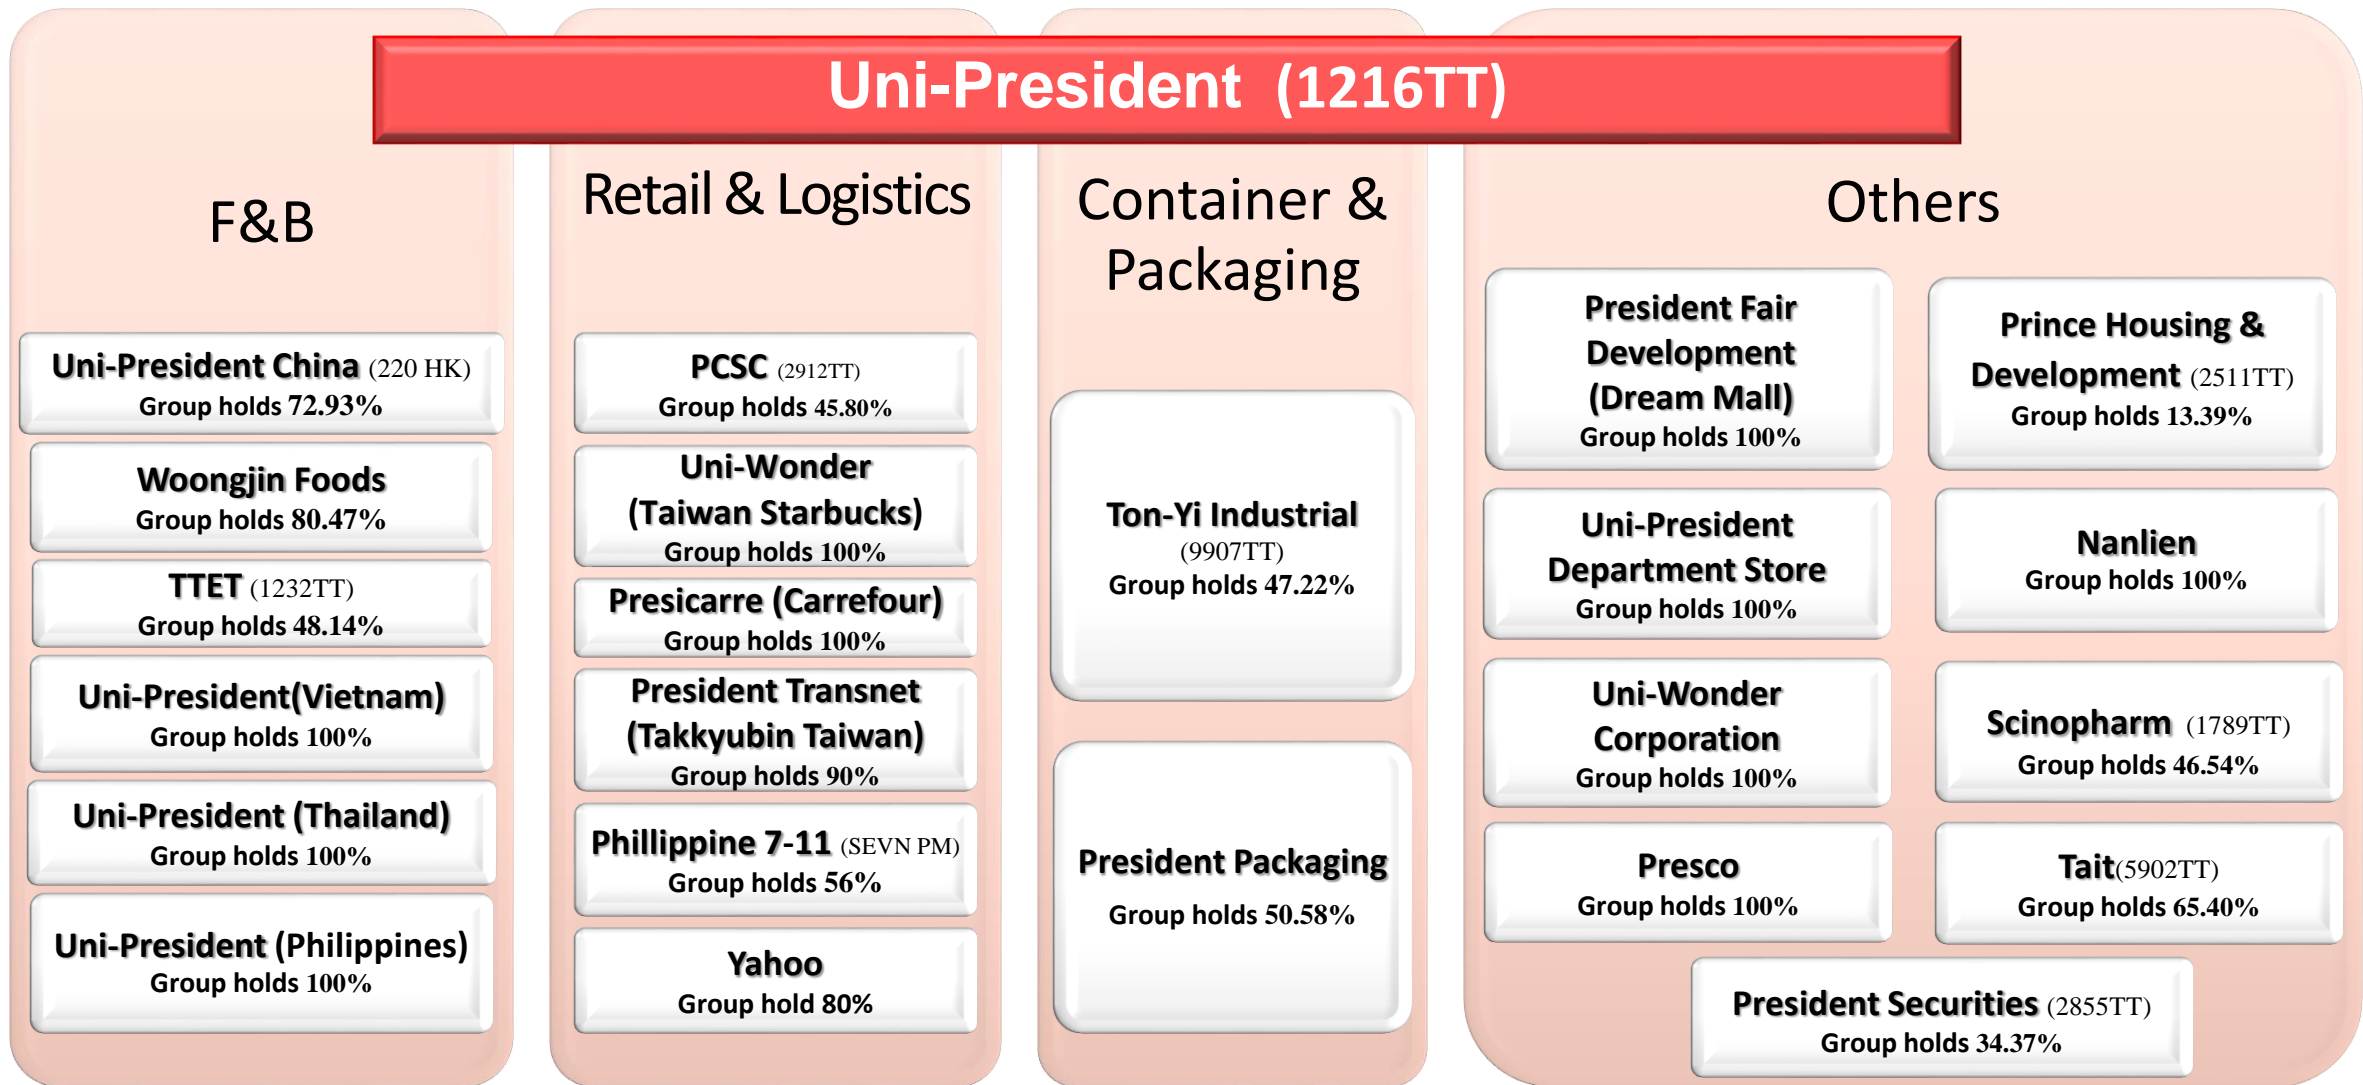 Uni-President (1216TT)
F&B
Uni-President China (220 HK)
Group holds 72.93%
Woongjin Foods
Group holds 80.47%
TTET (1232TT)
Group holds 48.14%
Uni-President(Vietnam)
Group holds 100%
Uni-President (Thailand)
Group holds 100%
Uni-President (Philippines)
Group holds 100%
Retail & Logistics
PCSC (2912TT)
Group holds 45.80%
Uni-Wonder
(Taiwan Starbucks)
Group holds 100%
Presicarre (Carrefour)
Group holds 100%
President Transnet
(Takkyubin Taiwan)
Group holds 90%
Phillippine 7-11 (SEVN PM)
Group holds 56%
Yahoo
Group hold 80%
Container &
Packaging
Ton-Yi Industrial
(9907TT)
Group holds 47.22%
President Packaging
Group holds 50.58%
Others
President Fair
Development
(Dream Mall)
Group holds 100%
Prince Housing &
Development (2511TT)
Group holds 13.39%
Uni-President
Department Store
Group holds 100%
Nanlien
Group holds 100%
Uni-Wonder
Corporation
Group holds 100%
Scinopharm (1789TT)
Group holds 46.54%
Presco
Group holds 100%
Tait(5902TT)
Group holds 65.40%
President Securities (2855TT)
Group holds 34.37%